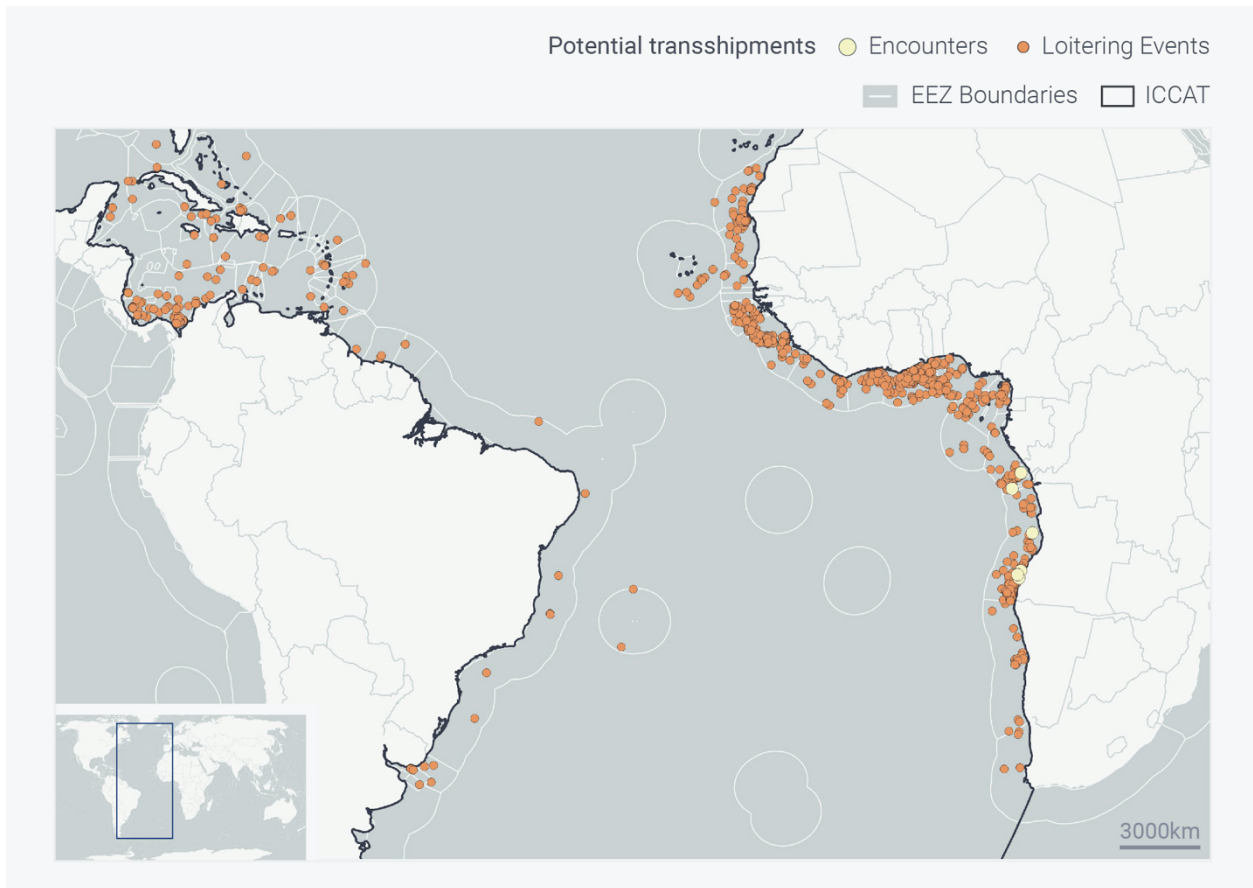 Potential transshipments Encounters Loitering Events
EEZ Boundaries ICCAT
3000km